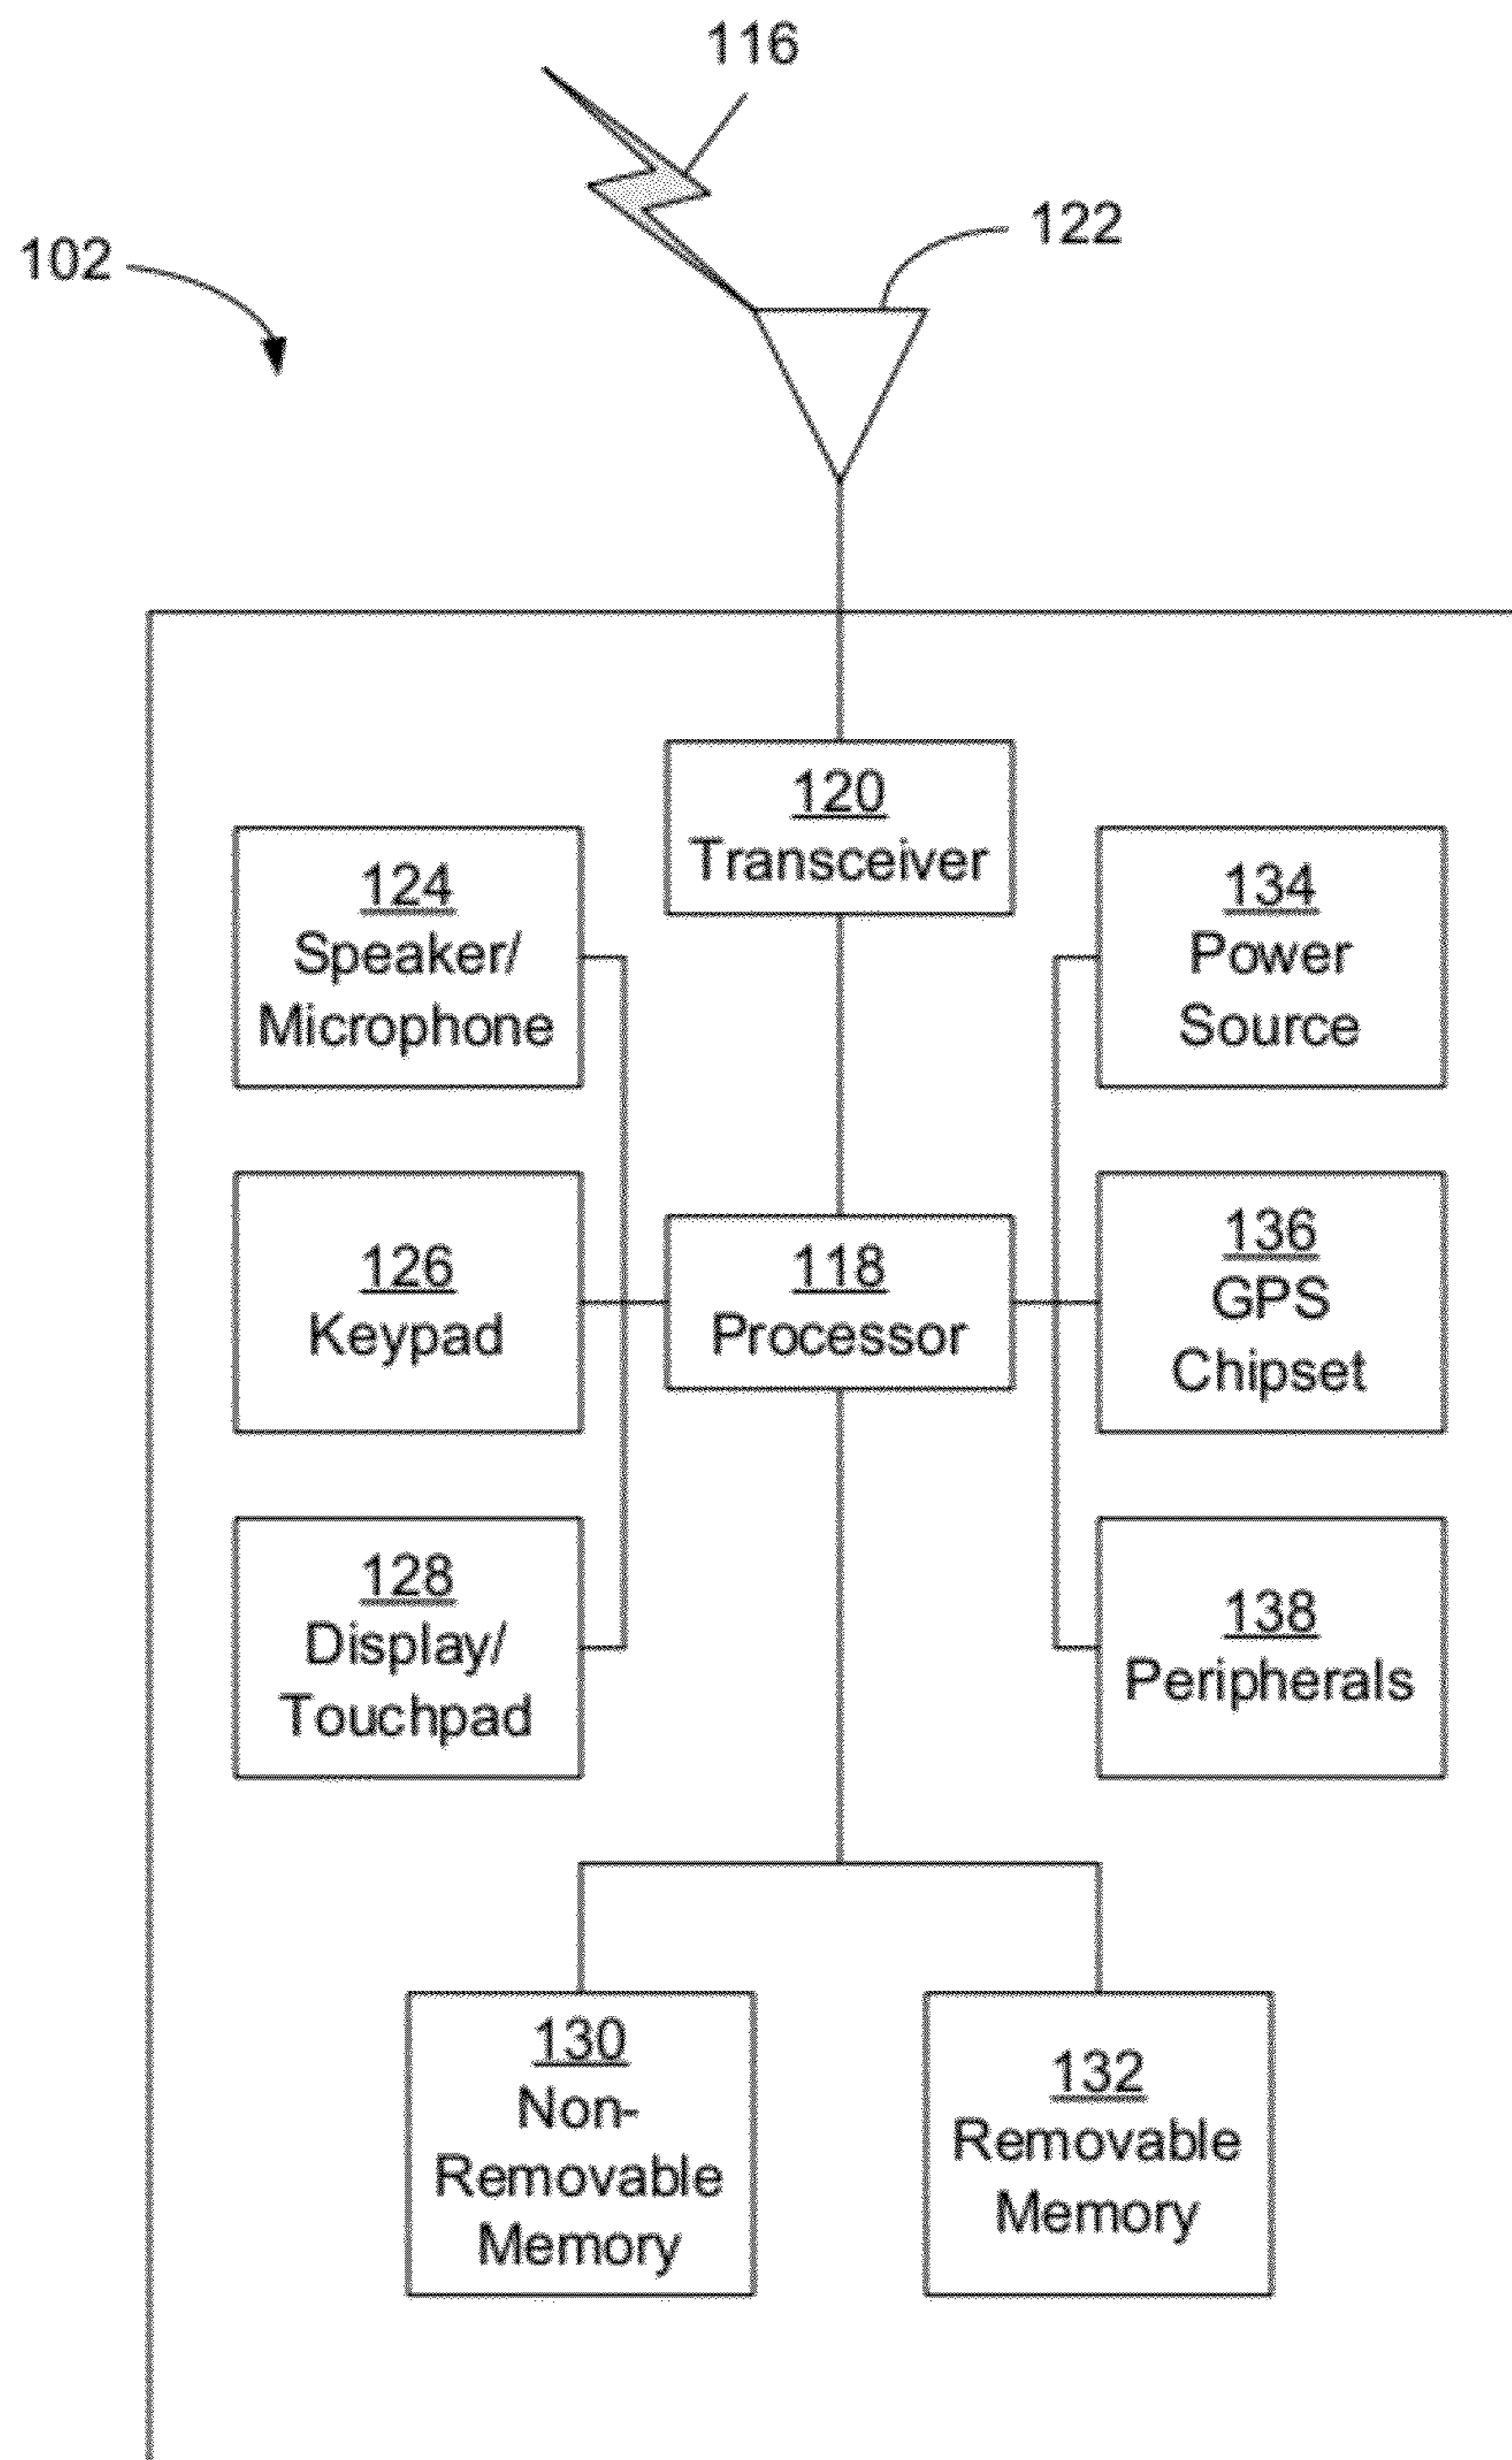 116
122
102
120
Transceiver
124
Speaker/
Microphone
134
Power
Source
126
Keypad
118
Processor
136
GPS
Chipset
128
Display/
Touchpad
138
Peripherals
130
Non-
Removable
Memory
132
Removable
Memory